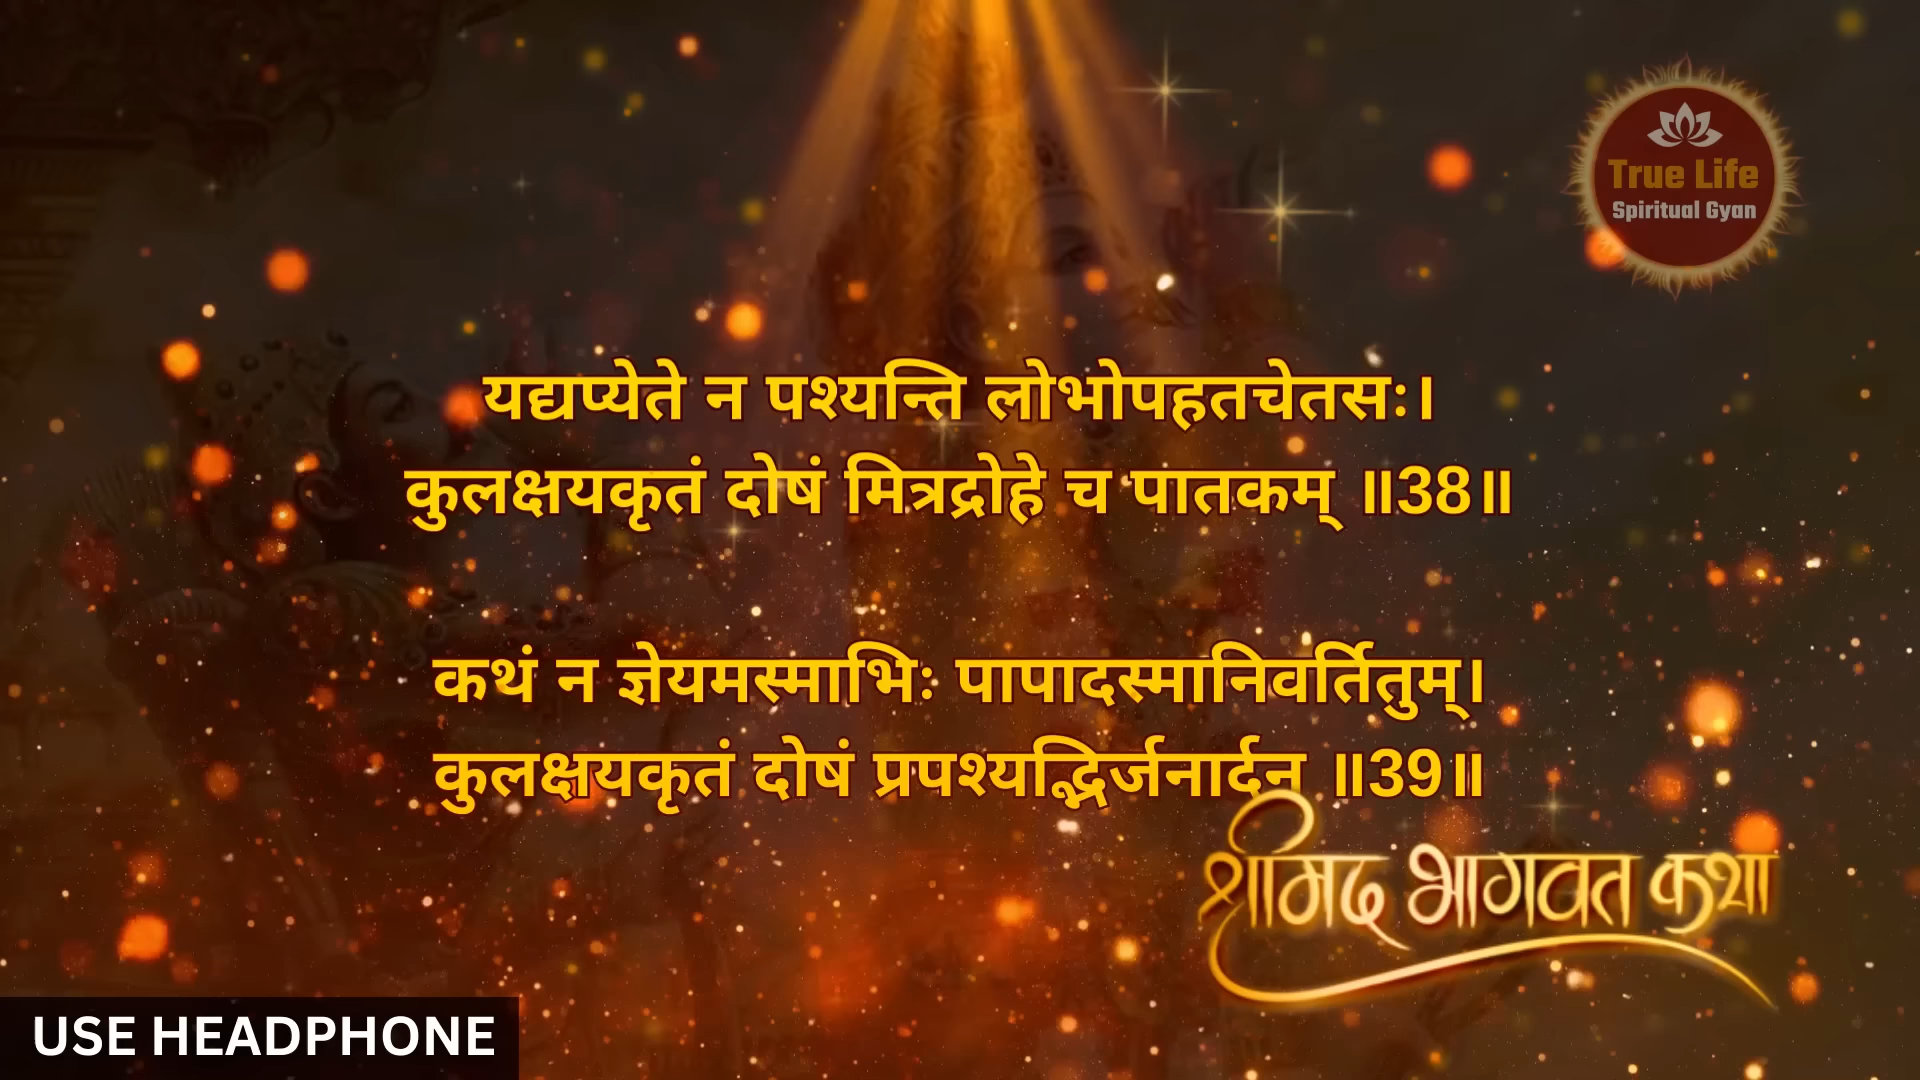 True Life
Spiritual Gyan
यद्यप्येते न पश्यन्ति लोभोपहतचेतसः।
कुलक्षयकृतं दोषं मित्रद्रोहे च पातकम् ॥38॥
कथं न ज्ञेयमस्माभिः पापादस्मानिवर्तितुम्।
कुलक्षयकृतं दोषं प्रपश्यद्भिर्जनार्दन ॥39॥
श्रीमद भागवत कथा
USE HEADPHONE